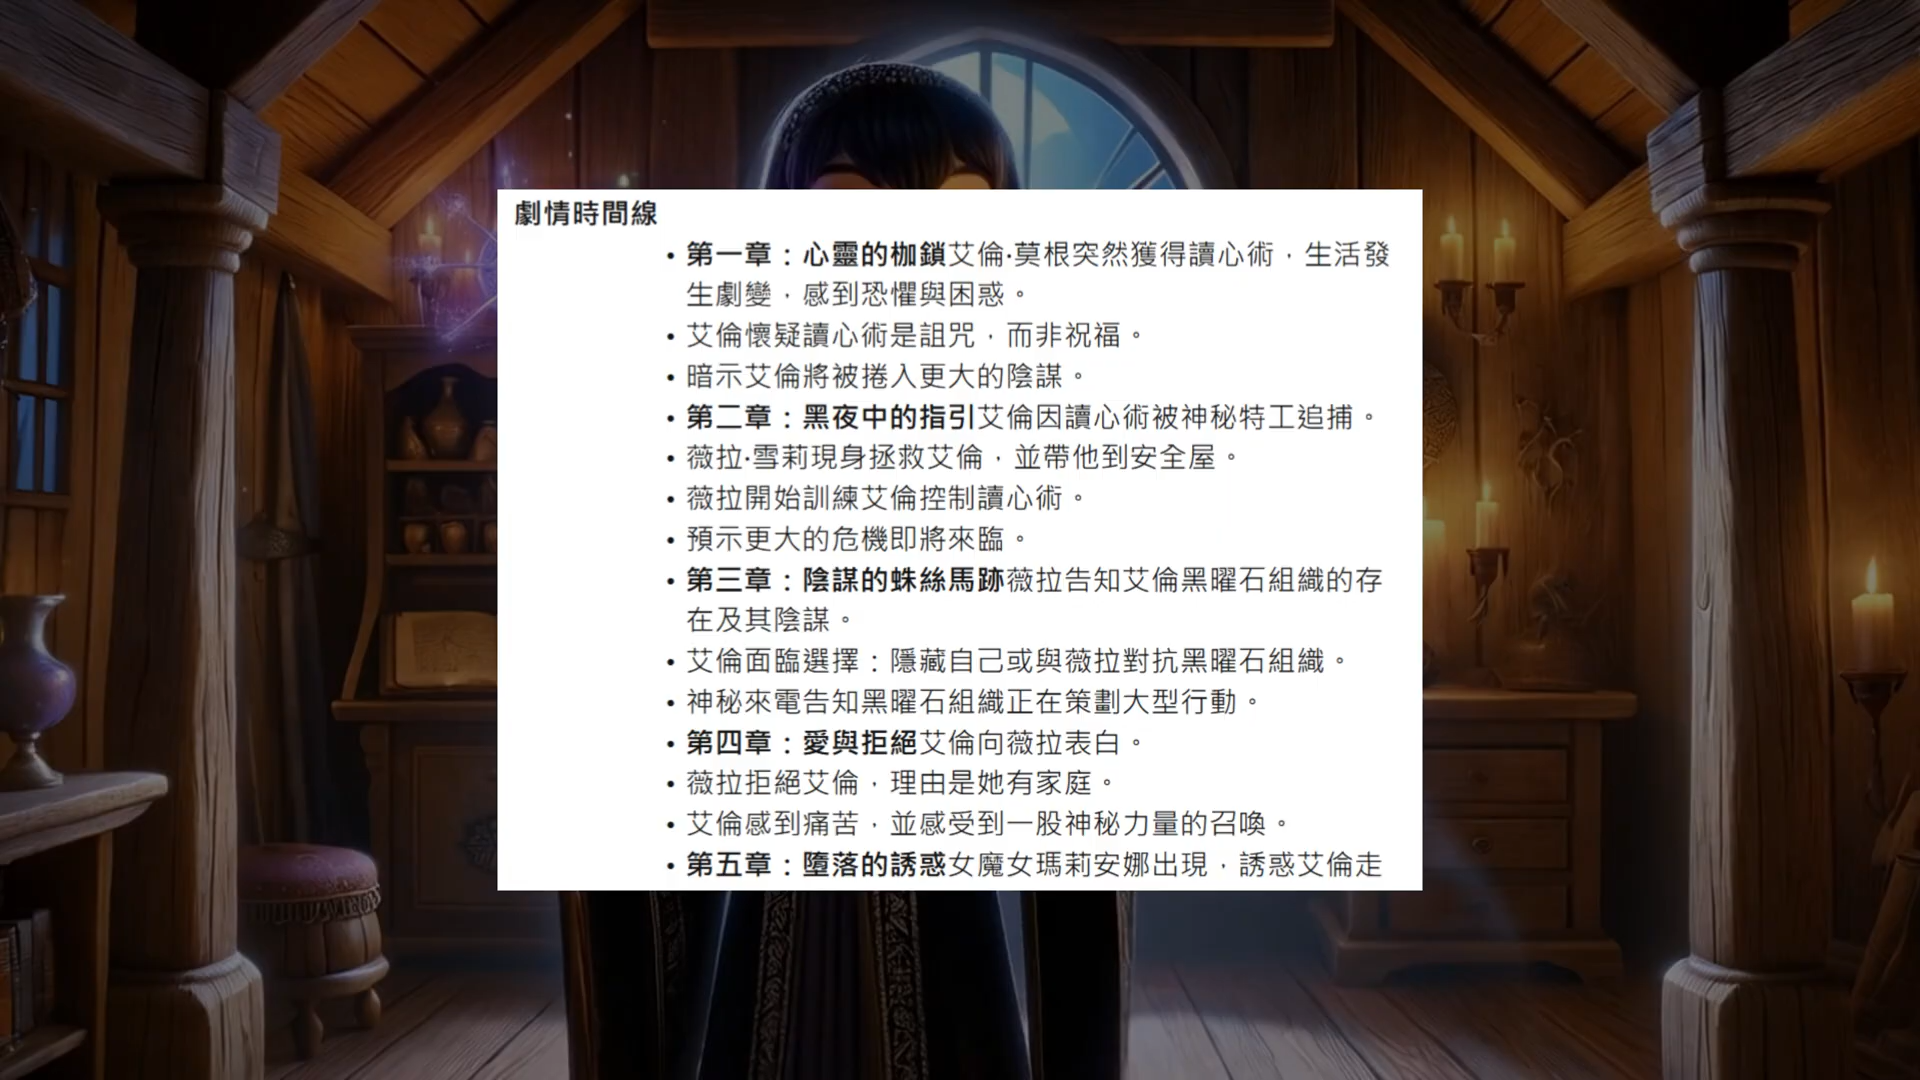 劇情時間線
• 第一章：心靈的枷鎖艾倫·莫根突然獲得讀心術，生活發
生劇變，感到恐懼與困惑。
• 艾倫懷疑讀心術是詛咒，而非祝福。
• 暗示艾倫將被捲入更大的陰謀。
• 第二章：黑夜中的指引艾倫因讀心術被神秘特工追捕。
• 薇拉·雪莉現身拯救艾倫，並帶他到安全屋。
• 薇拉開始訓練艾倫控制讀心術。
• 預示更大的危機即將來臨。
• 第三章：陰謀的蛛絲馬跡薇拉告知艾倫黑曜石組織的存
在及其陰謀。
• 艾倫面臨選擇：隱藏自己或與薇拉對抗黑曜石組織。
• 神秘來電告知黑曜石組織正在策劃大型行動。
• 第四章：愛與拒絕艾倫向薇拉表白。
• 薇拉拒絕艾倫，理由是她有家庭。
• 艾倫感到痛苦，並感受到一股神秘力量的召喚。
• 第五章：墮落的誘惑女魔女瑪莉安娜出現，誘惑艾倫走